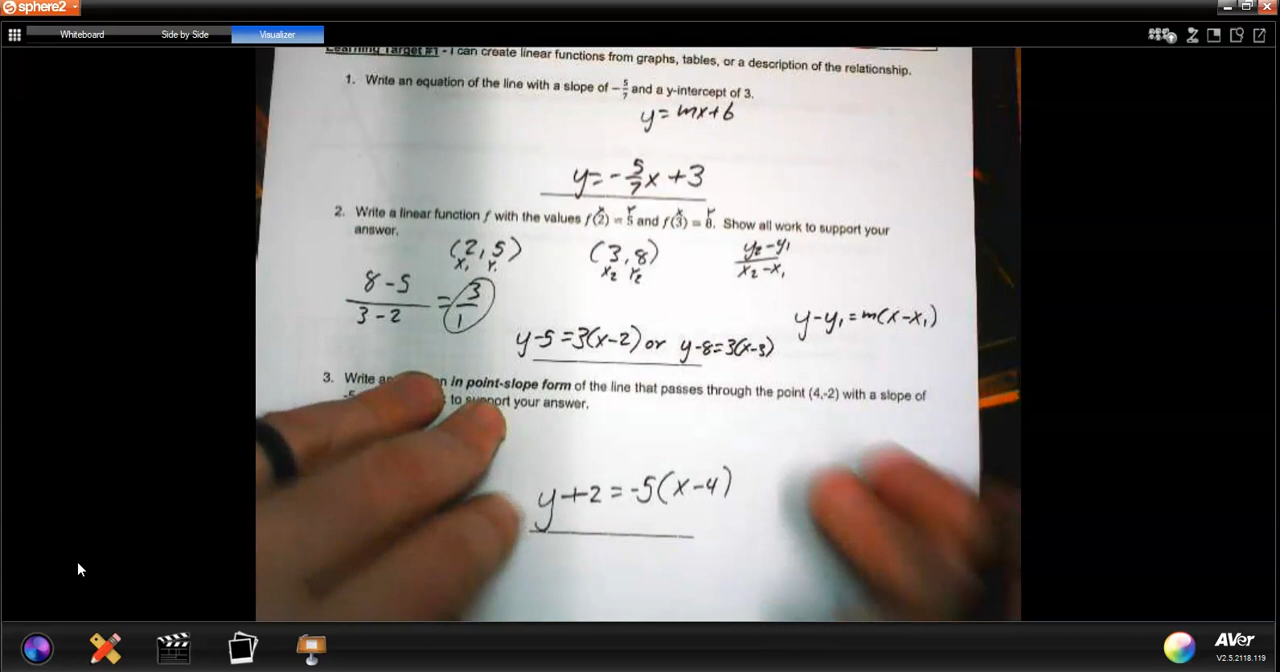 sphere2
Whiteboard Side by Side Visualizer
Learning Target #1 - I can create linear functions from graphs, tables, or a description of the relationship.
1. Write an equation of the line with a slope of -5/7 and a y-intercept of 3.
y = mx+b
y = -5/7x + 3
2. Write a linear function f with the values f(2) = 5 and f(3) = 8. Show all work to support your
x Y x Y
answer.
(2, 5) (3, 8) y2-y1/x2-x1
x1 Y1 x2 Y2
8-5/3-2 = 3/1
y-y1 = m(x-x1)
y-5=3(x-2) or y-8=3(x-3)
3. Write in point-slope form of the line that passes through the point (4,-2) with a slope of
-5 to support your answer.
y+2 = -5(x-4)
AVer
V2.5.2118.119